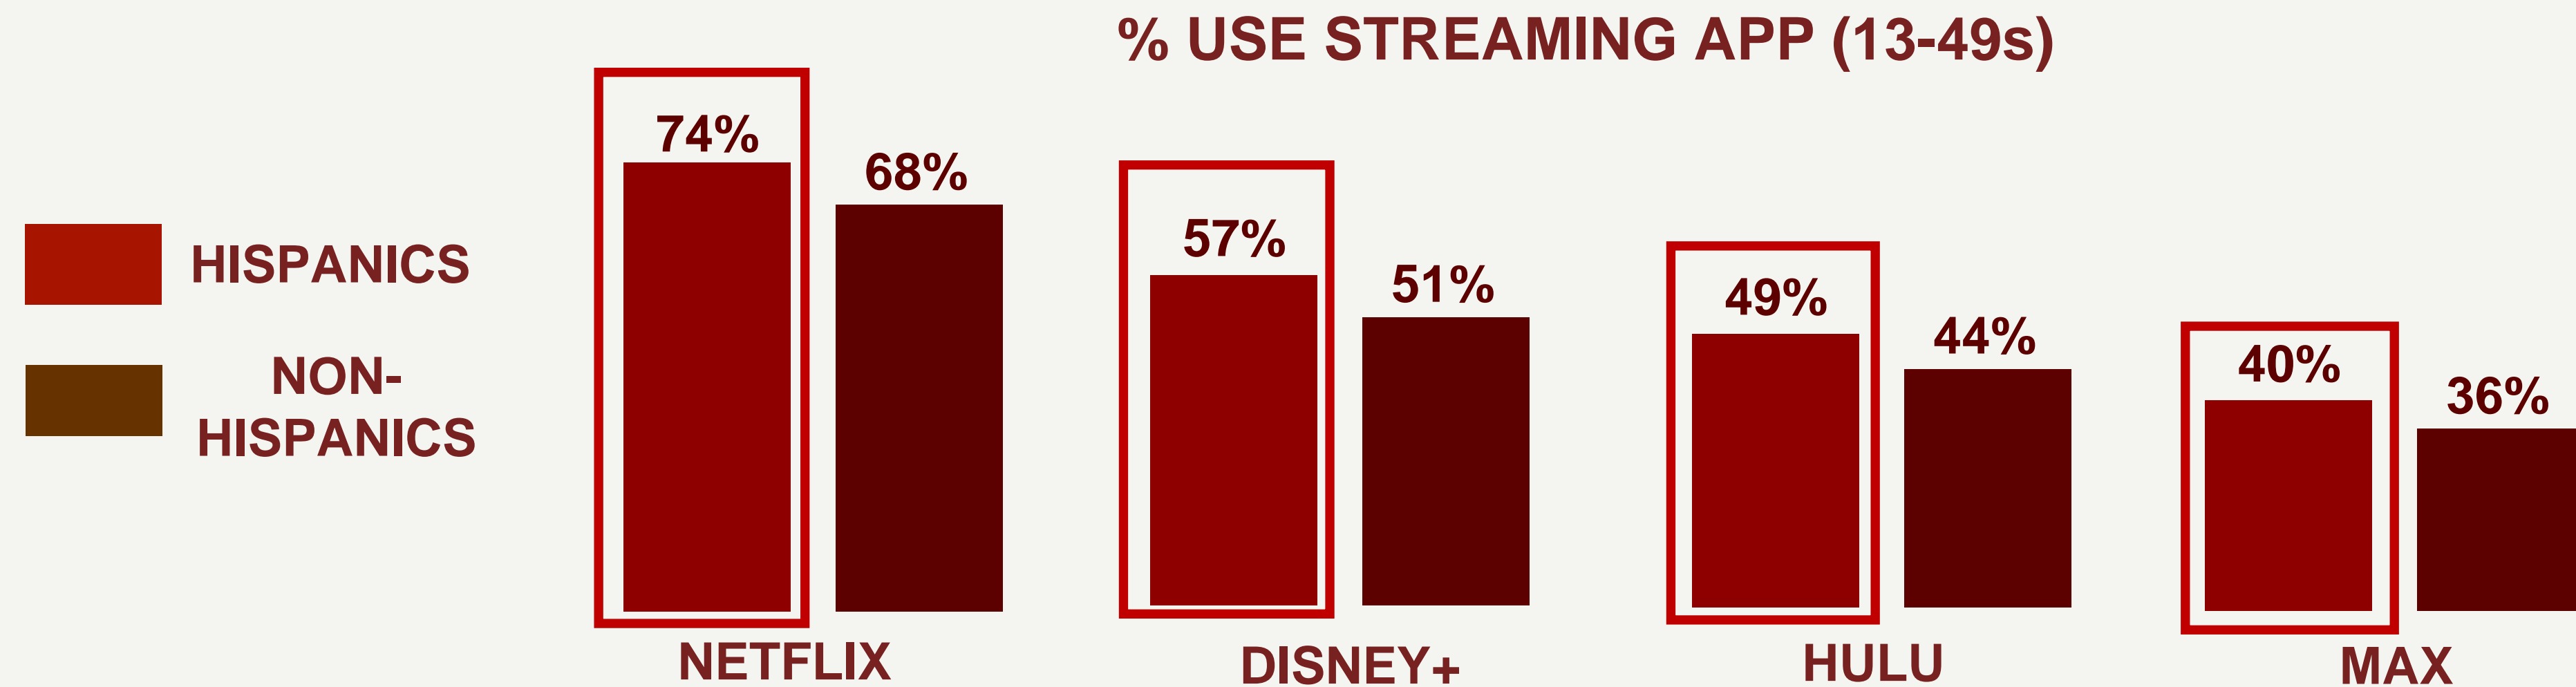 % USE STREAMING APP (13-49s)
HISPANICS
NON-
HISPANICS
74%
68%
57%
51%
49%
44%
40%
36%
NETFLIX
DISNEY+
HULU
MAX